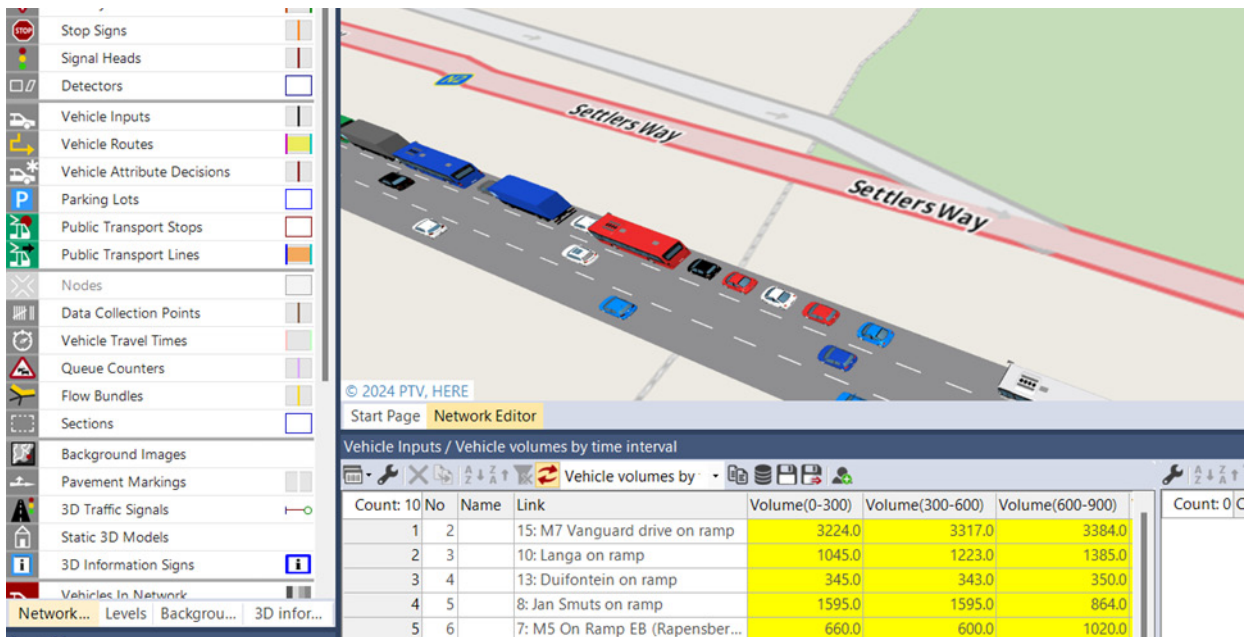 Stop Signs
Signal Heads
Detectors
Vehicle Inputs
Vehicle Routes
Vehicle Attribute Decisions
Parking Lots
Public Transport Stops
Public Transport Lines
Nodes
Data Collection Points
Vehicle Travel Times
Queue Counters
Flow Bundles
Sections
Background Images
Pavement Markings
3D Traffic Signals
Static 3D Models
3D Information Signs
Vehicles In Network
Network... Levels Backgrou... 3D infor...
STOP
P
N2
Settlers Way
Settlers Way
© 2024 PTV, HERE
Start Page Network Editor
Vehicle Inputs / Vehicle volumes by time interval
Vehicle volumes by
Count: 10 No Name Link Volume(0-300) Volume(300-600) Volume(600-900) Count: 0
1 2 15: M7 Vanguard drive on ramp 3224.0 3317.0 3384.0
2 3 10: Langa on ramp 1045.0 1223.0 1385.0
3 4 13: Duifontein on ramp 345.0 343.0 350.0
4 5 8: Jan Smuts on ramp 1595.0 1595.0 864.0
5 6 7: M5 On Ramp EB (Rapensber... 660.0 600.0 1020.0